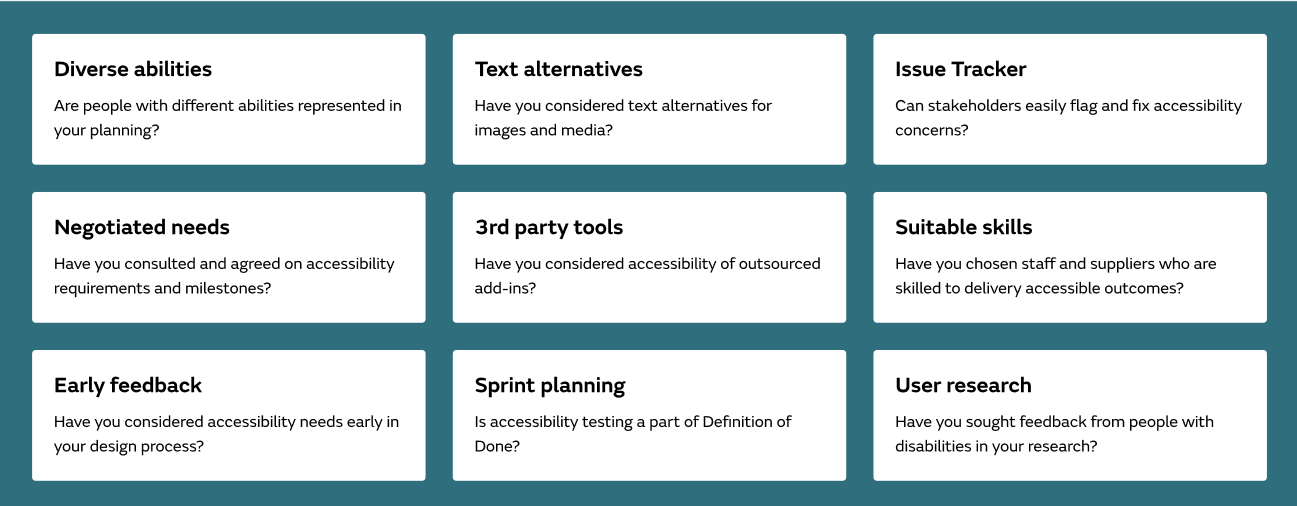 Diverse abilities
Are people with different abilities represented in
your planning?
Text alternatives
Have you considered text alternatives for
images and media?
Issue Tracker
Can stakeholders easily flag and fix accessibility
concerns?
Negotiated needs
Have you consulted and agreed on accessibility
requirements and milestones?
3rd party tools
Have you considered accessibility of outsourced
add-ins?
Suitable skills
Have you chosen staff and suppliers who are
skilled to delivery accessible outcomes?
Early feedback
Have you considered accessibility needs early in
your design process?
Sprint planning
Is accessibility testing a part of Definition of
Done?
User research
Have you sought feedback from people with
disabilities in your research?